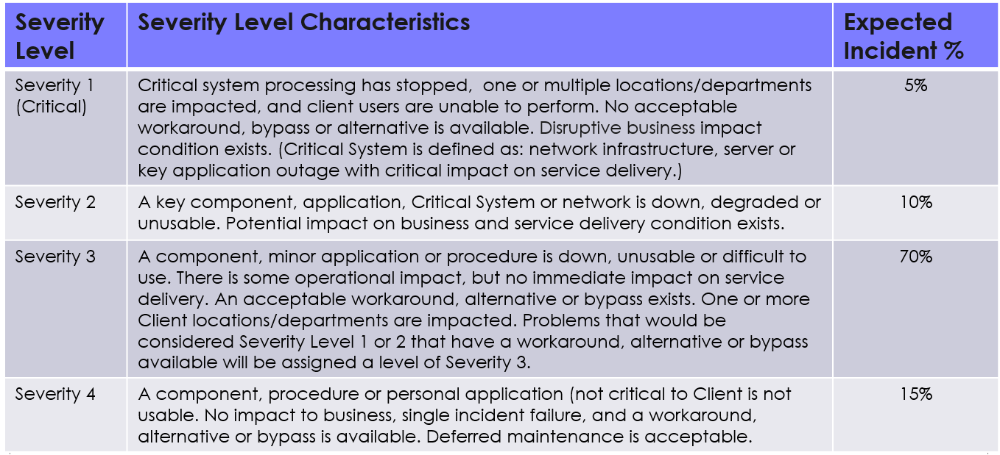 Severity Level
Severity Level Characteristics
Expected Incident %
Severity 1
(Critical)
Critical system processing has stopped,  one or multiple locations/departments
are impacted, and client users are unable to perform. No acceptable
workaround, bypass or alternative is available. Disruptive business impact
condition exists. (Critical System is defined as: network infrastructure, server or
key application outage with critical impact on service delivery.)
5%
Severity 2
A key component, application, Critical System or network is down, degraded or
unusable. Potential impact on business and service delivery condition exists.
10%
Severity 3
A component, minor application or procedure is down, unusable or difficult to
use. There is some operational impact, but no immediate impact on service
delivery. An acceptable workaround, alternative or bypass exists. One or more
Client locations/departments are impacted. Problems that would be
considered Severity Level 1 or 2 that have a workaround, alternative or bypass
available will be assigned a level of Severity 3.
70%
Severity 4
A component, procedure or personal application (not critical to Client is not
usable. No impact to business, single incident failure, and a workaround,
alternative or bypass is available. Deferred maintenance is acceptable.
15%